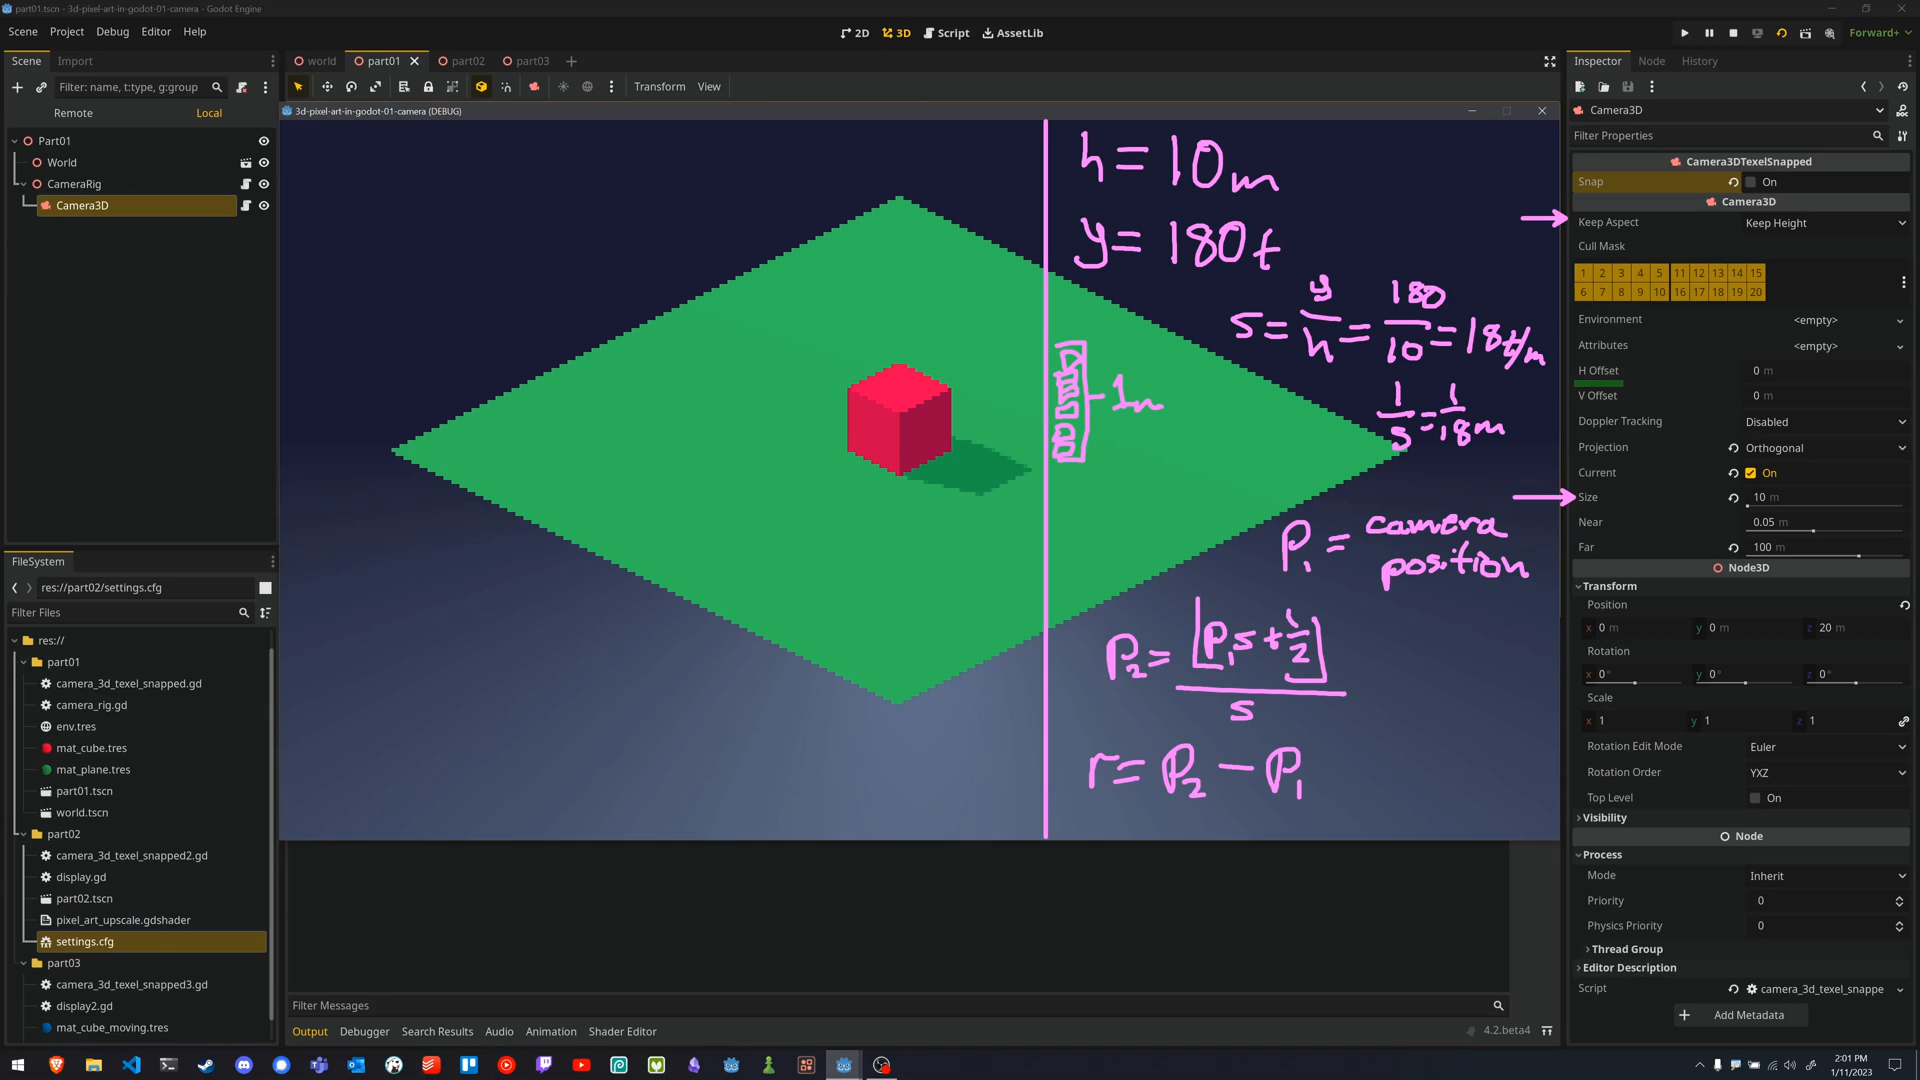 part01.tscn - 3d-pixel-art-in-godot-01-camera - Godot Engine
Scene Project Debug Editor Help
2D 3D Script AssetLib
Forward+
Scene Import
Filter: name, t:type, g:group
Remote Local
Part01
World
CameraRig
Camera3D
world part01 part02 part03
Transform View
3d-pixel-art-in-godot-01-camera (DEBUG)
h = 10m
y = 180t
s = y/h = 180/10 = 18t/m
1/s = 1/18 m
1m
P₁ = camera
position
P₂ = ⌊P₁s + 1/2⌋ / s
r = P₂ - P₁
FileSystem
res://part02/settings.cfg
Filter Files
res://
part01
camera_3d_texel_snapped.gd
camera_rig.gd
env.tres
mat_cube.tres
mat_plane.tres
part01.tscn
world.tscn
part02
camera_3d_texel_snapped2.gd
display.gd
part02.tscn
pixel_art_upscale.gdshader
settings.cfg
part03
camera_3d_texel_snapped3.gd
display2.gd
mat_cube_moving.tres
Filter Messages
Output Debugger Search Results Audio Animation Shader Editor
4.2.beta4
Inspector Node History
Camera3D
Filter Properties
Camera3DTexelSnapped
Snap On
Camera3D
Keep Aspect Keep Height
Cull Mask
1 2 3 4 5 11 12 13 14 15
6 7 8 9 10 16 17 18 19 20
Environment <empty>
Attributes <empty>
H Offset 0 m
V Offset 0 m
Doppler Tracking Disabled
Projection Orthogonal
Current On
Size 10 m
Near 0.05 m
Far 100 m
Node3D
Transform
Position
x 0 m y 0 m z 20 m
Rotation
x 0° y 0° z 0°
Scale
x 1 y 1 z 1
Rotation Edit Mode Euler
Rotation Order YXZ
Top Level On
Visibility
Node
Process
Mode Inherit
Priority 0
Physics Priority 0
Thread Group
Editor Description
Script camera_3d_texel_snappe
Add Metadata
2:01 PM
1/11/2023